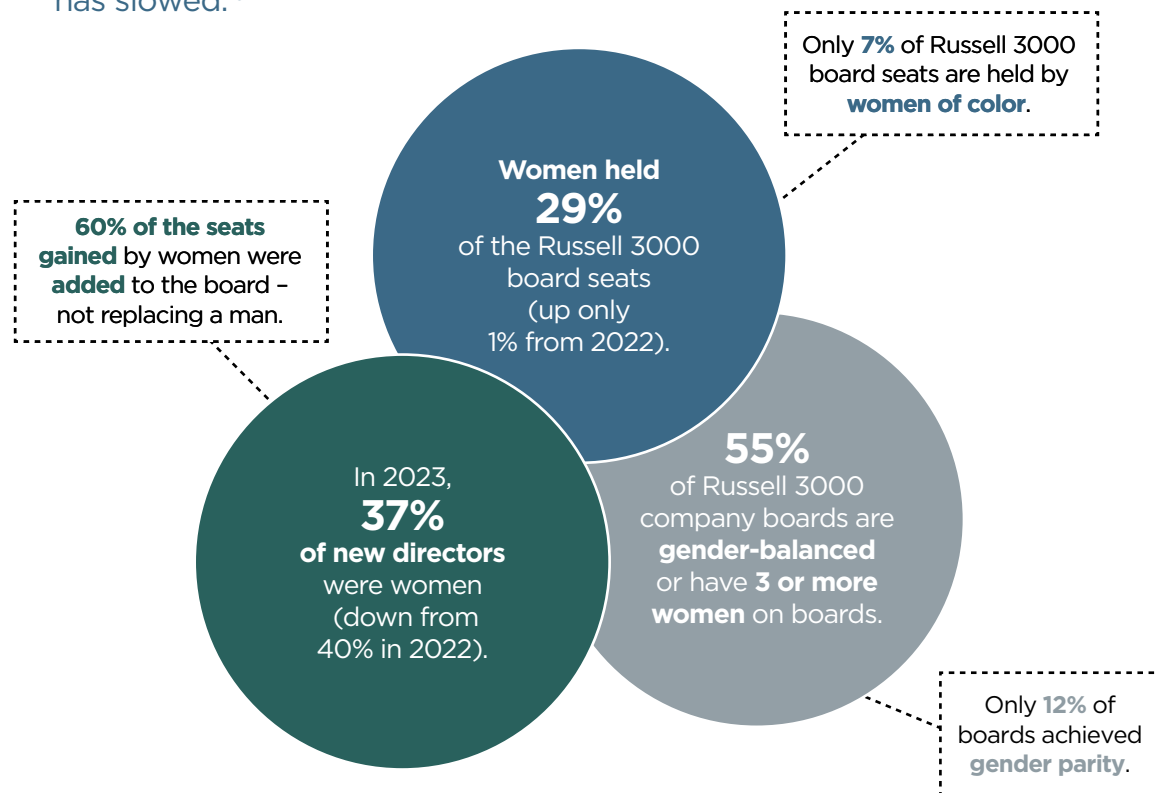 has slowed.
Only 7% of Russell 3000
board seats are held by
women of color.
Women held
29%
of the Russell 3000
board seats
(up only
1% from 2022).
60% of the seats
gained by women were
added to the board –
not replacing a man.
In 2023,
37%
of new directors
were women
(down from
40% in 2022).
55%
of Russell 3000
company boards are
gender-balanced
or have 3 or more
women on boards.
Only 12% of
boards achieved
gender parity.